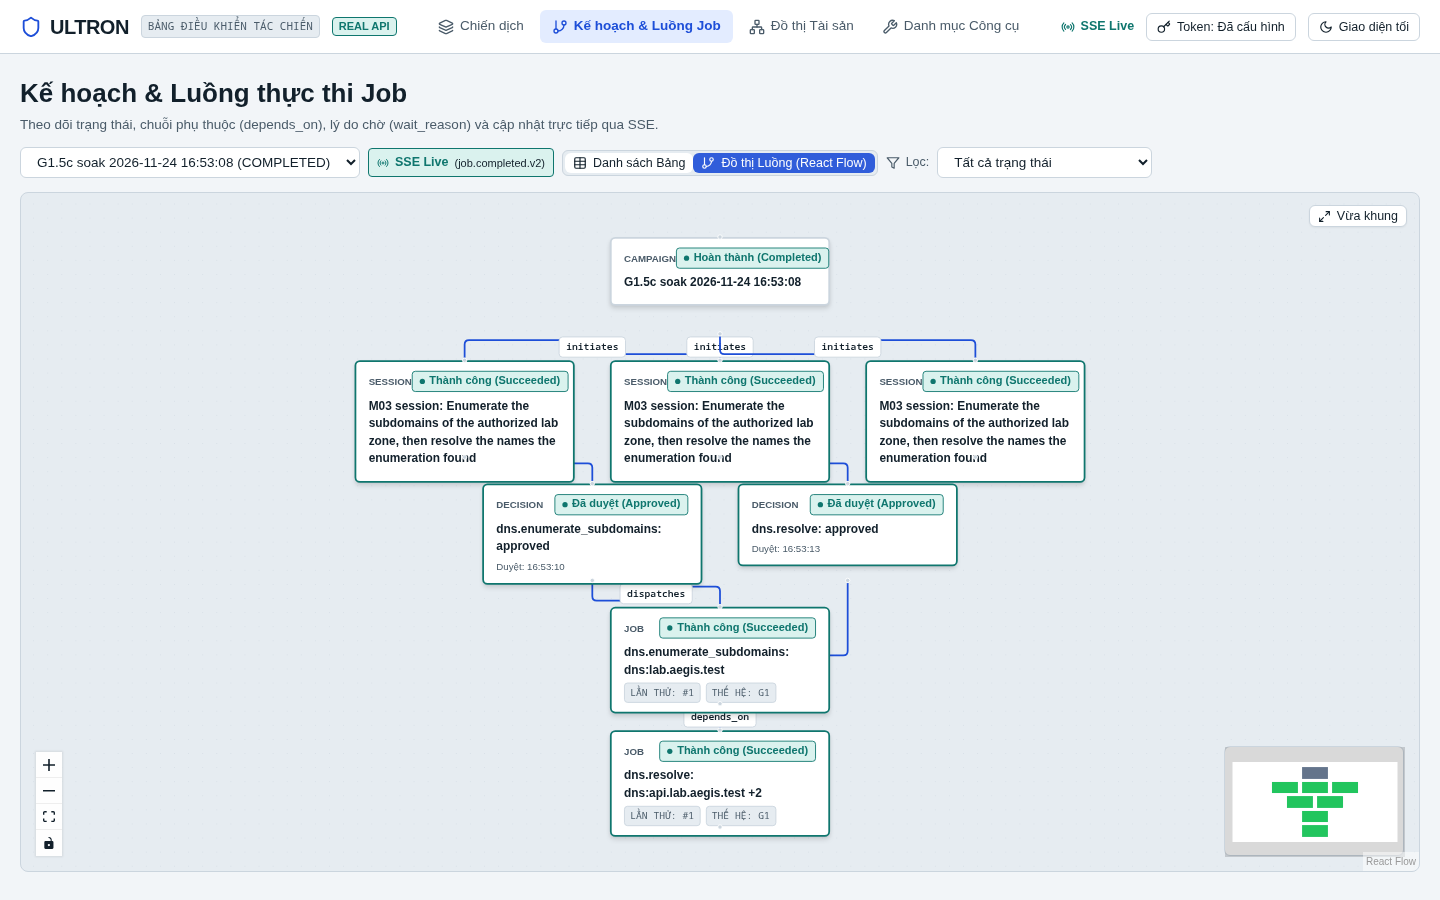 ULTRON
BẢNG ĐIỀU KHIỂN TÁC CHIẾN
REAL API
Chiến dịch
Kế hoạch & Luồng Job
Đồ thị Tài sản
Danh mục Công cụ
SSE Live
Token: Đã cấu hình
Giao diện tối
Kế hoạch & Luồng thực thi Job
Theo dõi trạng thái, chuỗi phụ thuộc (depends_on), lý do chờ (wait_reason) và cập nhật trực tiếp qua SSE.
G1.5c soak 2026-11-24 16:53:08 (COMPLETED)
SSE Live (job.completed.v2)
Danh sách Bảng
Đồ thị Luồng (React Flow)
Lọc:
Tất cả trạng thái
Vừa khung
CAMPAIGN
Hoàn thành (Completed)
G1.5c soak 2026-11-24 16:53:08
initiates
initiates
initiates
SESSION
Thành công (Succeeded)
M03 session: Enumerate the
subdomains of the authorized lab
zone, then resolve the names the
enumeration found
SESSION
Thành công (Succeeded)
M03 session: Enumerate the
subdomains of the authorized lab
zone, then resolve the names the
enumeration found
SESSION
Thành công (Succeeded)
M03 session: Enumerate the
subdomains of the authorized lab
zone, then resolve the names the
enumeration found
DECISION
Đã duyệt (Approved)
dns.enumerate_subdomains:
approved
Duyệt: 16:53:10
DECISION
Đã duyệt (Approved)
dns.resolve: approved
Duyệt: 16:53:13
dispatches
JOB
Thành công (Succeeded)
dns.enumerate_subdomains:
dns:lab.aegis.test
LẦN THỬ: #1
THẾ HỆ: G1
depends_on
JOB
Thành công (Succeeded)
dns.resolve:
dns:api.lab.aegis.test +2
LẦN THỬ: #1
THẾ HỆ: G1
React Flow